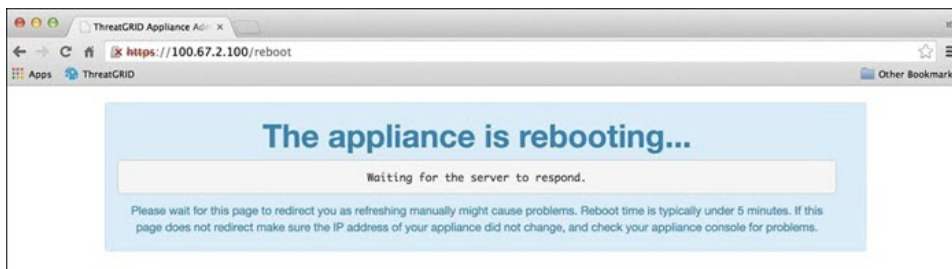 ThreatGRID Appliance Adm
https://100.67.2.100/reboot
Apps ThreatGRID Other Bookmark
The appliance is rebooting...
Waiting for the server to respond.
Please wait for this page to redirect you as refreshing manually might cause problems. Reboot time is typically under 5 minutes. If this
page does not redirect make sure the IP address of your appliance did not change, and check your appliance console for problems.